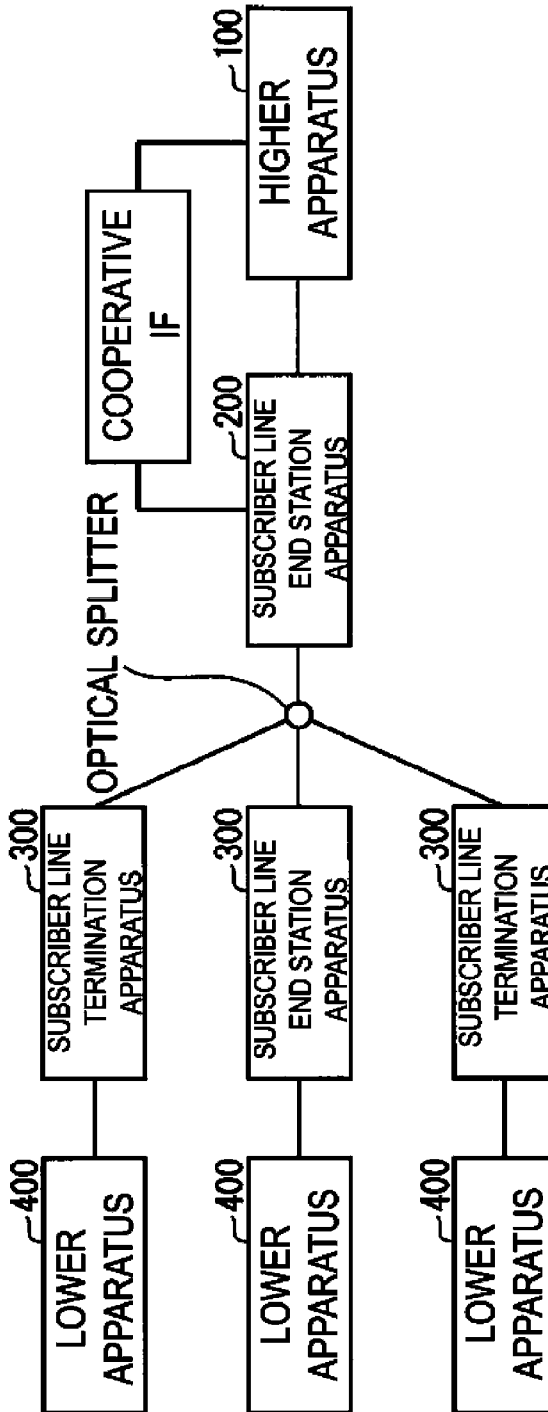 400
LOWER
APPARATUS
300
SUBSCRIBER LINE
TERMINATION
APPARATUS
OPTICAL SPLITTER
COOPERATIVE
IF
400
LOWER
APPARATUS
300
SUBSCRIBER LINE
END STATION
APPARATUS
200
SUBSCRIBER LINE
END STATION
APPARATUS
100
HIGHER
APPARATUS
400
LOWER
APPARATUS
300
SUBSCRIBER LINE
TERMINATION
APPARATUS